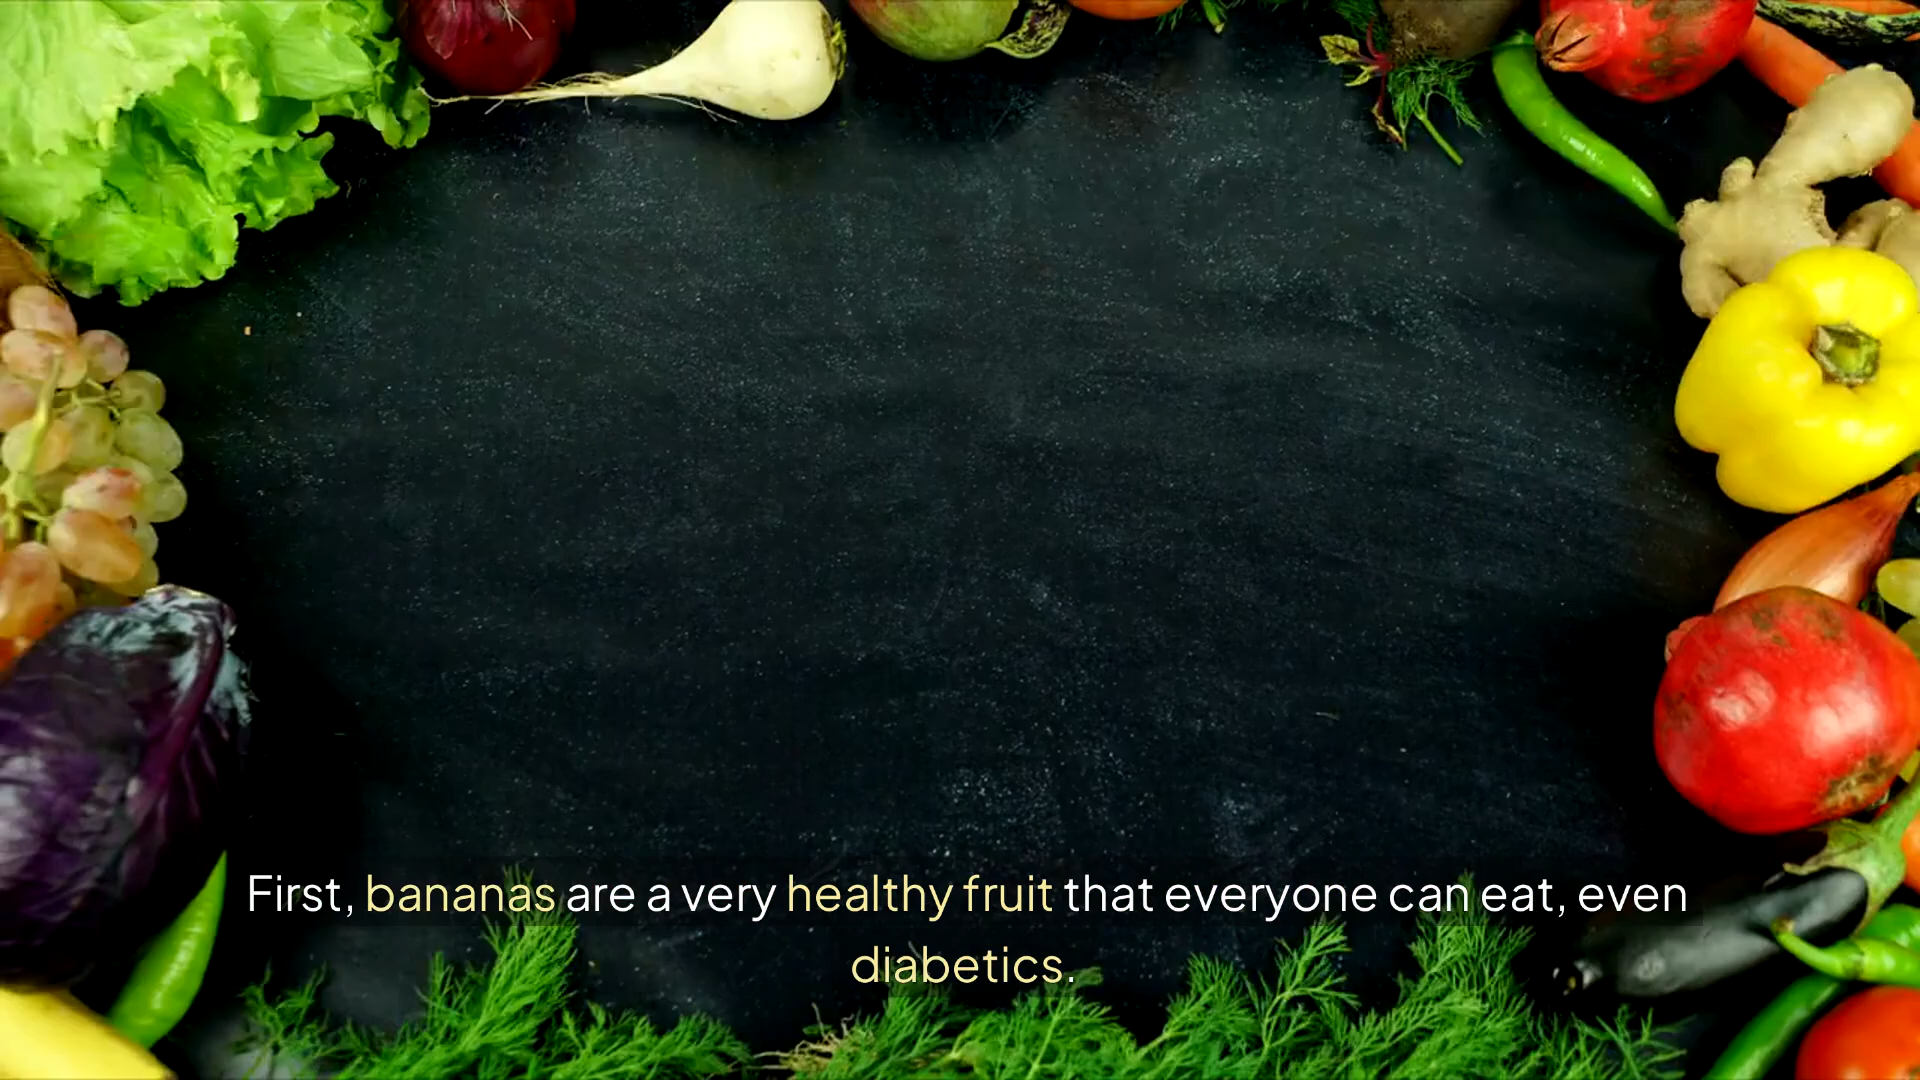 First, bananas are a very healthy fruit that everyone can eat, even
diabetics.